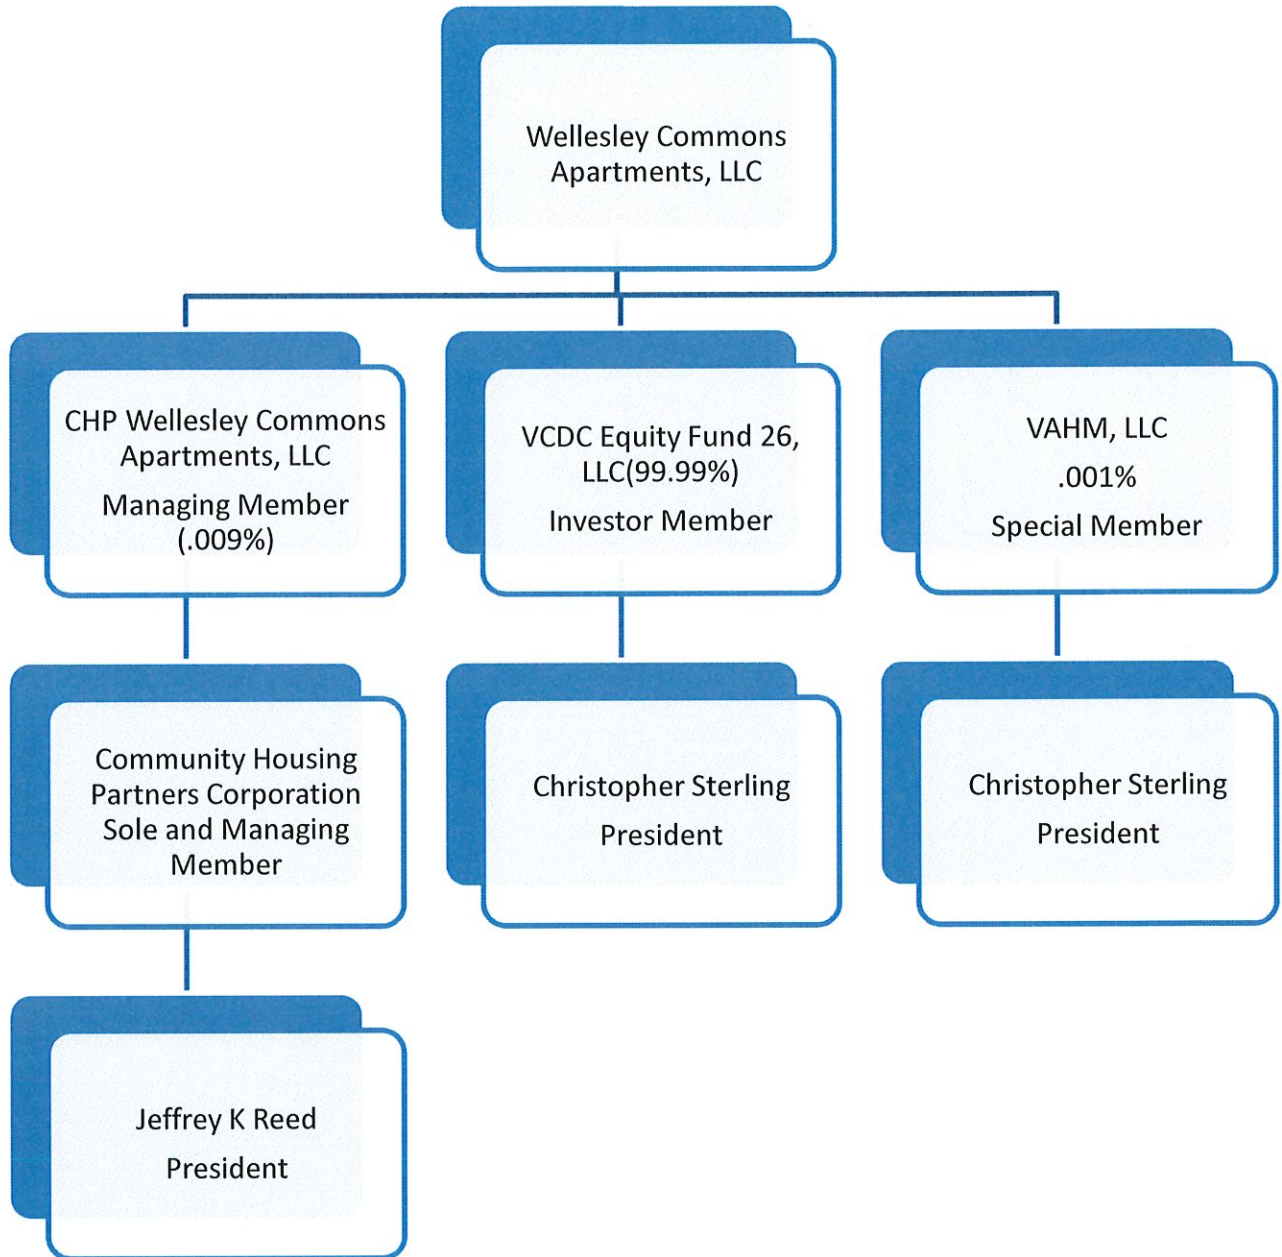 Wellesley Commons
Apartments, LLC
CHP Wellesley Commons
Apartments, LLC
Managing Member
(.009%)
VCDC Equity Fund 26,
LLC(99.99%)
Investor Member
VAHM, LLC
.001%
Special Member
Community Housing
Partners Corporation
Sole and Managing
Member
Christopher Sterling
President
Christopher Sterling
President
Jeffrey K Reed
President